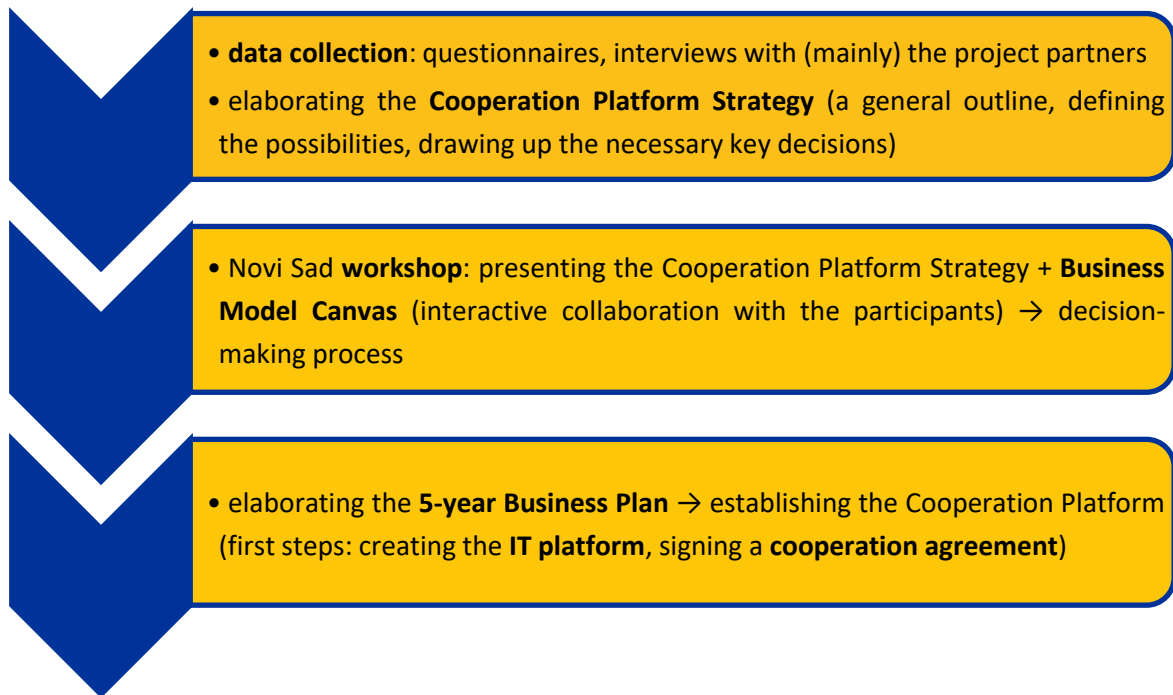 • data collection: questionnaires, interviews with (mainly) the project partners
• elaborating the Cooperation Platform Strategy (a general outline, defining
the possibilities, drawing up the necessary key decisions)
• Novi Sad workshop: presenting the Cooperation Platform Strategy + Business
Model Canvas (interactive collaboration with the participants) → decision-
making process
• elaborating the 5-year Business Plan → establishing the Cooperation Platform
(first steps: creating the IT platform, signing a cooperation agreement)